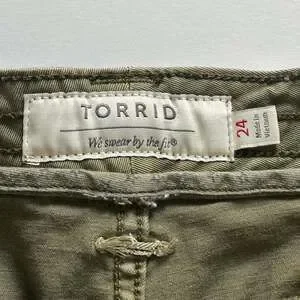 TORRID
We swear by the fit®
24
Made in
Vietnam